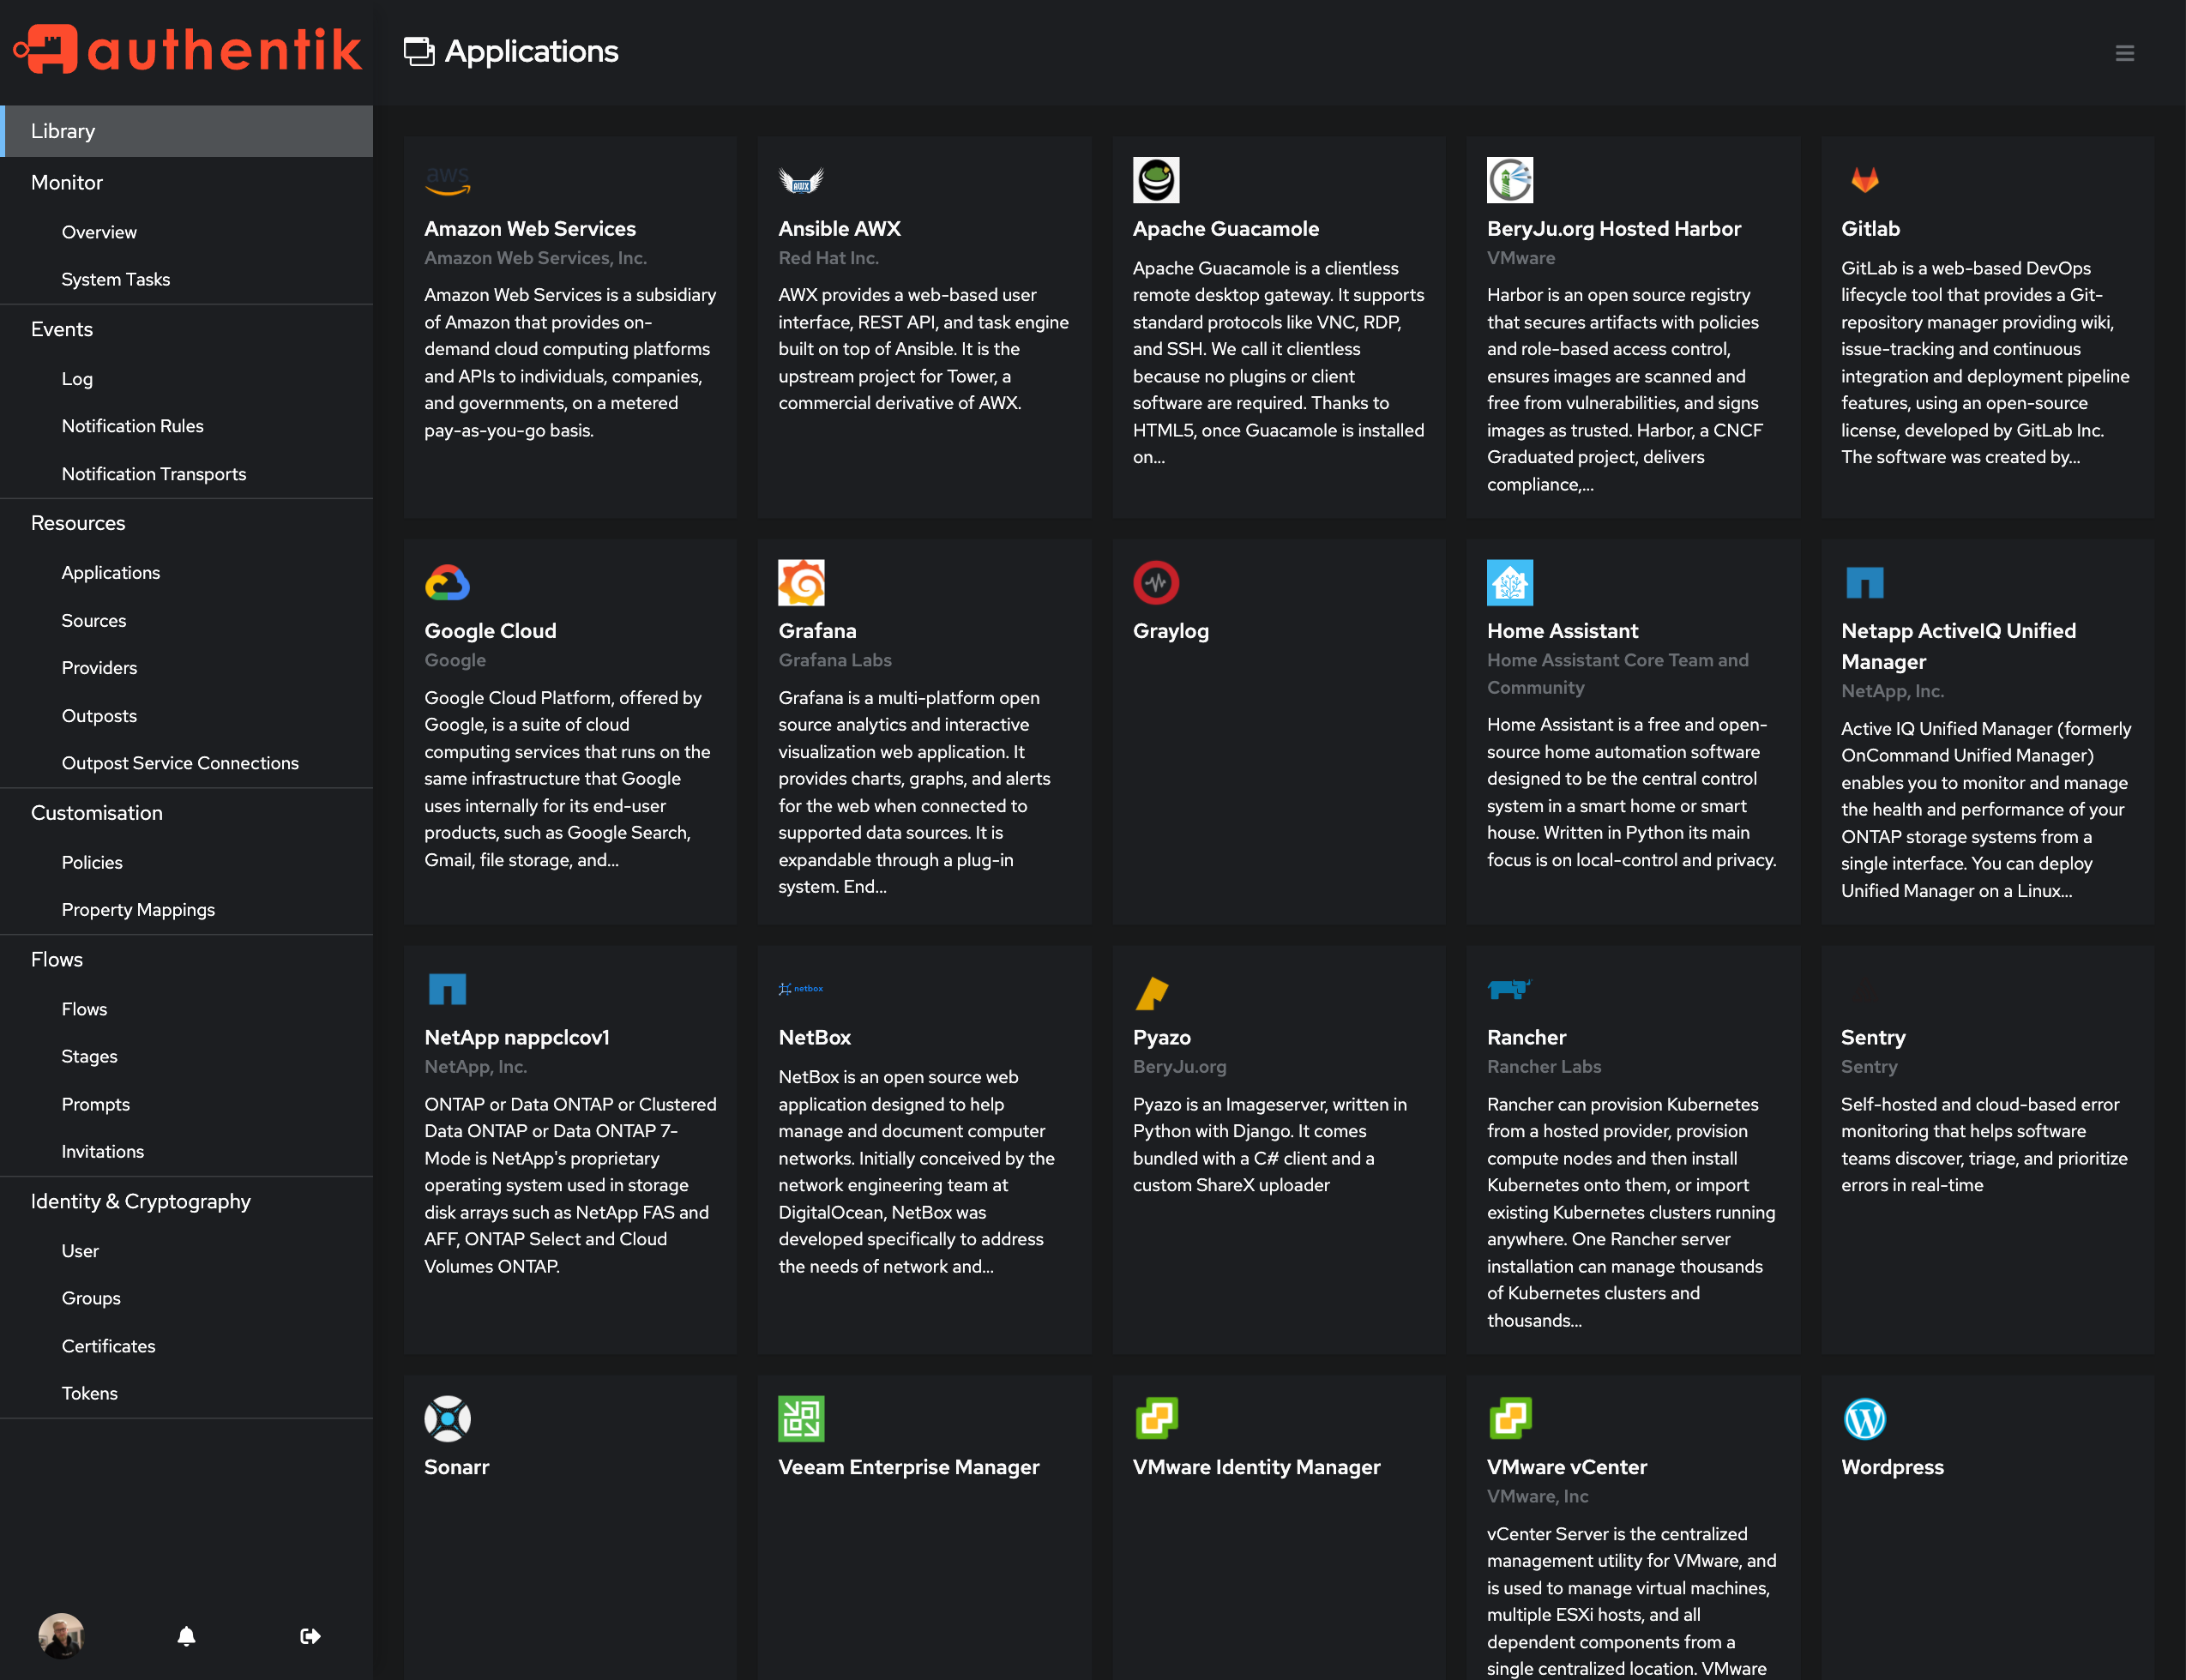 authentik
Applications
Library
Monitor
Overview
System Tasks
Events
Log
Notification Rules
Notification Transports
Resources
Applications
Sources
Providers
Outposts
Outpost Service Connections
Customisation
Policies
Property Mappings
Flows
Flows
Stages
Prompts
Invitations
Identity & Cryptography
User
Groups
Certificates
Tokens
aws
Amazon Web Services
Amazon Web Services, Inc.
Amazon Web Services is a subsidiary
of Amazon that provides on-
demand cloud computing platforms
and APIs to individuals, companies,
and governments, on a metered
pay-as-you-go basis.
AWX
Ansible AWX
Red Hat Inc.
AWX provides a web-based user
interface, REST API, and task engine
built on top of Ansible. It is the
upstream project for Tower, a
commercial derivative of AWX.
Apache Guacamole
Apache Guacamole is a clientless
remote desktop gateway. It supports
standard protocols like VNC, RDP,
and SSH. We call it clientless
because no plugins or client
software are required. Thanks to
HTML5, once Guacamole is installed
on...
BeryJu.org Hosted Harbor
VMware
Harbor is an open source registry
that secures artifacts with policies
and role-based access control,
ensures images are scanned and
free from vulnerabilities, and signs
images as trusted. Harbor, a CNCF
Graduated project, delivers
compliance,...
Gitlab
GitLab is a web-based DevOps
lifecycle tool that provides a Git-
repository manager providing wiki,
issue-tracking and continuous
integration and deployment pipeline
features, using an open-source
license, developed by GitLab Inc.
The software was created by...
Google Cloud
Google
Google Cloud Platform, offered by
Google, is a suite of cloud
computing services that runs on the
same infrastructure that Google
uses internally for its end-user
products, such as Google Search,
Gmail, file storage, and...
Grafana
Grafana Labs
Grafana is a multi-platform open
source analytics and interactive
visualization web application. It
provides charts, graphs, and alerts
for the web when connected to
supported data sources. It is
expandable through a plug-in
system. End...
Graylog
Home Assistant
Home Assistant Core Team and
Community
Home Assistant is a free and open-
source home automation software
designed to be the central control
system in a smart home or smart
house. Written in Python its main
focus is on local-control and privacy.
Netapp ActiveIQ Unified
Manager
NetApp, Inc.
Active IQ Unified Manager (formerly
OnCommand Unified Manager)
enables you to monitor and manage
the health and performance of your
ONTAP storage systems from a
single interface. You can deploy
Unified Manager on a Linux...
NetApp nappclcov1
NetApp, Inc.
ONTAP or Data ONTAP or Clustered
Data ONTAP or Data ONTAP 7-
Mode is NetApp's proprietary
operating system used in storage
disk arrays such as NetApp FAS and
AFF, ONTAP Select and Cloud
Volumes ONTAP.
netbox
NetBox
NetBox is an open source web
application designed to help
manage and document computer
networks. Initially conceived by the
network engineering team at
DigitalOcean, NetBox was
developed specifically to address
the needs of network and...
Pyazo
BeryJu.org
Pyazo is an Imageserver, written in
Python with Django. It comes
bundled with a C# client and a
custom ShareX uploader
Rancher
Rancher Labs
Rancher can provision Kubernetes
from a hosted provider, provision
compute nodes and then install
Kubernetes onto them, or import
existing Kubernetes clusters running
anywhere. One Rancher server
installation can manage thousands
of Kubernetes clusters and
thousands...
Sentry
Sentry
Self-hosted and cloud-based error
monitoring that helps software
teams discover, triage, and prioritize
errors in real-time
Sonarr
Veeam Enterprise Manager
VMware Identity Manager
VMware vCenter
VMware, Inc
vCenter Server is the centralized
management utility for VMware, and
is used to manage virtual machines,
multiple ESXi hosts, and all
dependent components from a
single centralized location. VMware
Wordpress